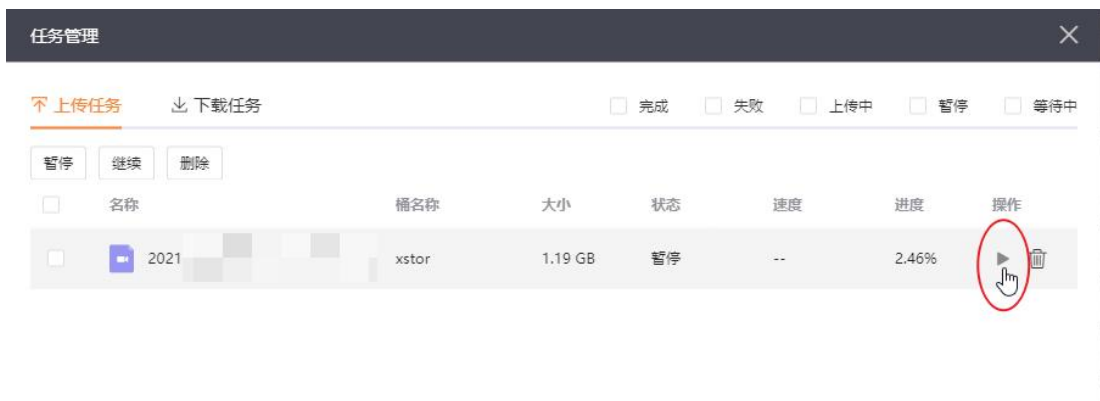 任务管理
上传任务 下载任务 完成 失败 上传中 暂停 等待中
暂停 继续 删除
名称 桶名称 大小 状态 速度 进度 操作
2021 xstor 1.19 GB 暂停 -- 2.46%